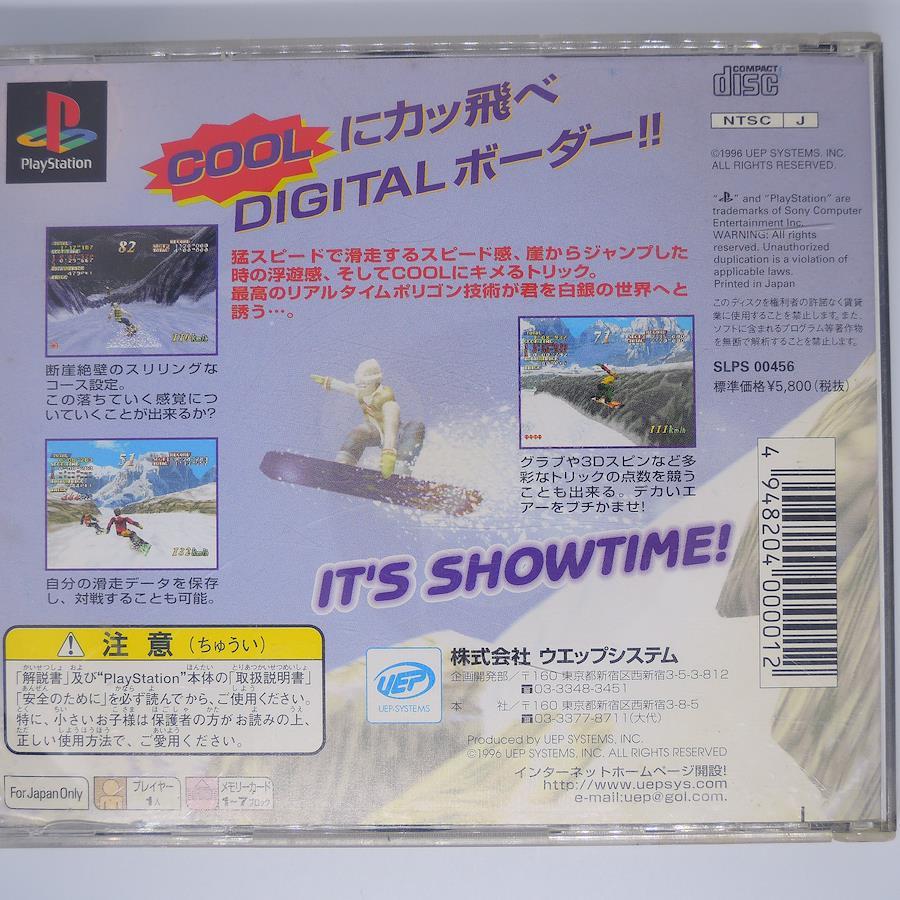 PlayStation
COOLにカッ飛べ
DIGITALボーダー!!
COMPACT
disc
NTSC J
©1996 UEP SYSTEMS, INC.
ALL RIGHTS RESERVED.
" " and "PlayStation" are
trademarks of Sony Computer
Entertainment Inc.
WARNING: All rights
reserved. Unauthorized
duplication is a violation of
applicable laws.
Printed in Japan
このディスクを権利者の許諾なく賃貸
業に使用することを禁止します。また、
ソフトに含まれるプログラム等著作物
を無断で解析することを禁止します。
SLPS 00456
標準価格¥5,800(税抜)
猛スピードで滑走するスピード感、崖からジャンプした
時の浮遊感、そしてCOOLにキメるトリック。
最高のリアルタイムポリゴン技術が君を白銀の世界へと
誘う…。
82
110km/h
断崖絶壁のスリリングな
コース設定。
この落ちていく感覚につ
いていくことが出来るか?
71
111km/h
グラブや3Dスピンなど多
彩なトリックの点数を競う
ことも出来る。デカいエ
アーをブチかませ!
51
132km/h
自分の滑走データを保存
し、対戦することも可能。
IT'S SHOWTIME!
4 948204 000012
注意(ちゅうい)
「解説書」及び"PlayStation"本体の「取扱説明書」
「安全のために」を必ず読んでから、ご使用ください。
特に、小さいお子様は保護者の方がお読みの上、
正しい使用方法で、ご愛用ください。
For Japan Only
プレイヤー
1人
メモリーカード
1~7ブロック
UEP
UEP-SYSTEMS
株式会社 ウエップシステム
企画開発部/〒160 東京都新宿区西新宿3-5-3-812
☎03-3348-3451
本 社/〒160 東京都新宿区西新宿3-8-5
☎03-3377-8711(大代)
Produced by UEP SYSTEMS, INC.
©1996 UEP SYSTEMS, INC. ALL RIGHTS RESERVED
インターネットホームページ開設!
http://www.uepsys.com
e-mail:uep@gol.com.